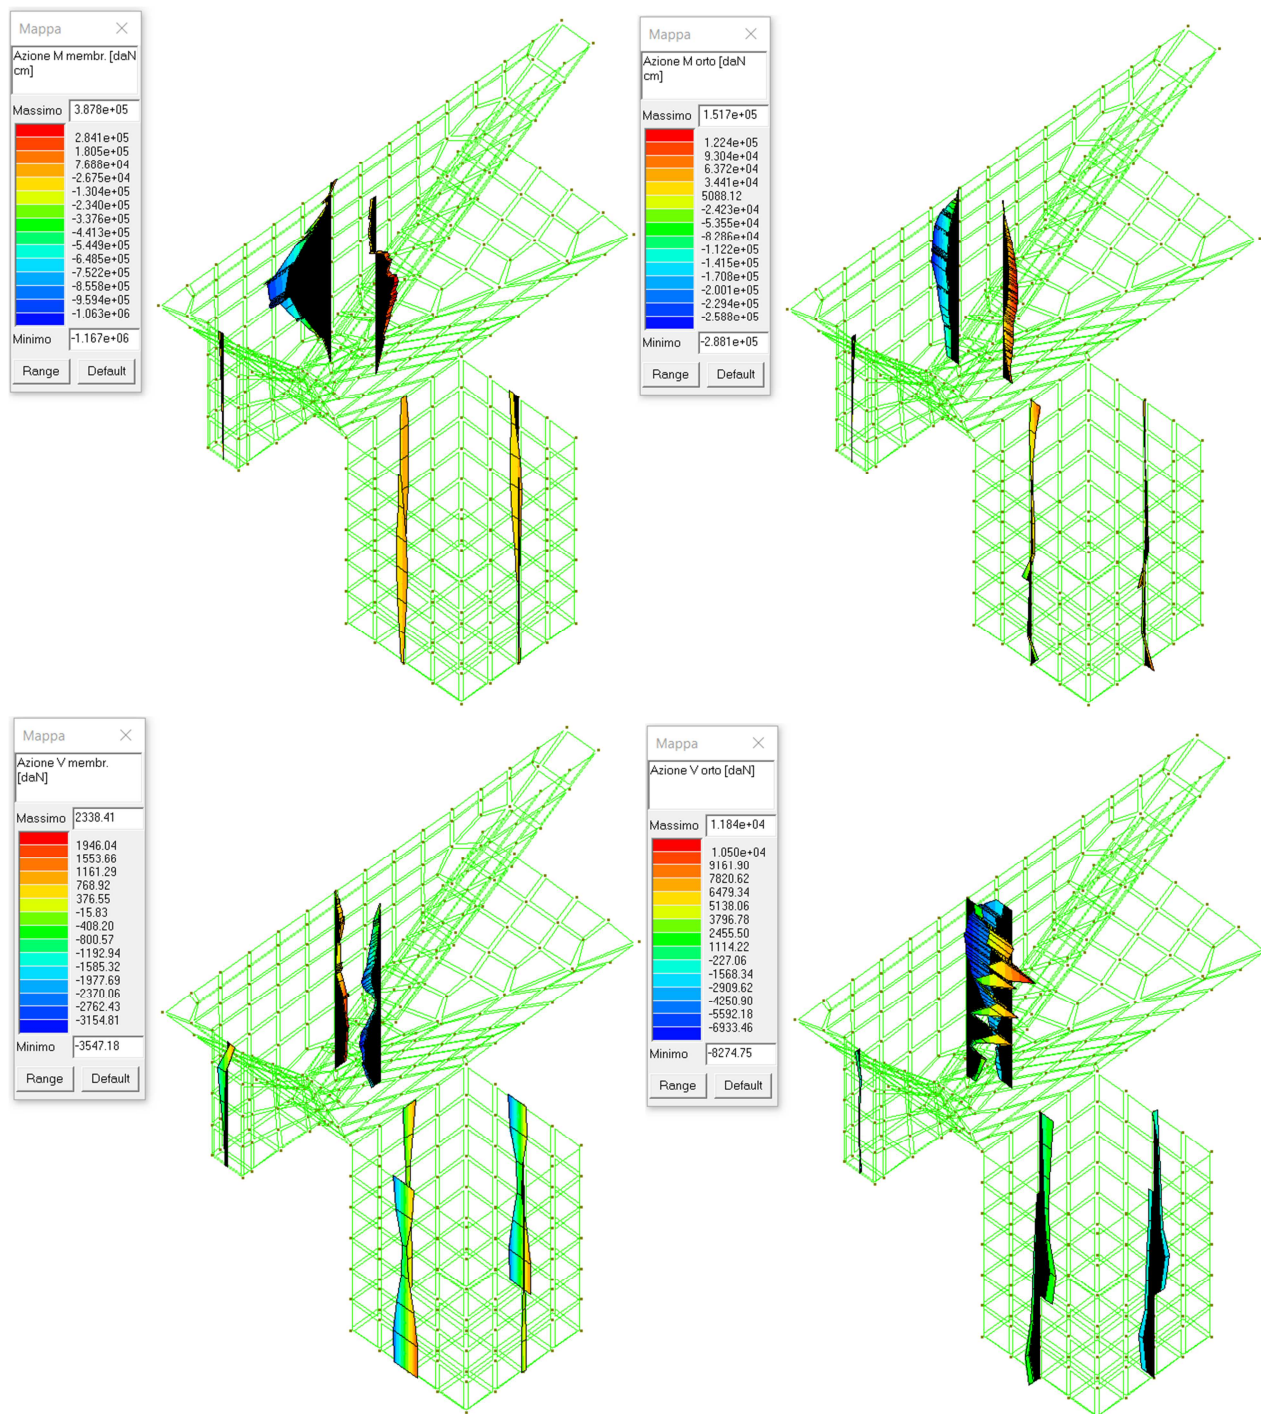 Mappa
Azione M membr. [daN
cm]
Massimo 3.878e+05
2.841e+05
1.805e+05
7.688e+04
-2.675e+04
-1.304e+05
-2.340e+05
-3.376e+05
-4.413e+05
-5.449e+05
-6.485e+05
-7.522e+05
-8.558e+05
-9.594e+05
-1.063e+06
Minimo -1.167e+06
Range Default
Mappa
Azione M orto [daN
cm]
Massimo 1.517e+05
1.224e+05
9.304e+04
6.372e+04
3.441e+04
5088.12
-2.423e+04
-5.355e+04
-8.286e+04
-1.122e+05
-1.415e+05
-1.708e+05
-2.001e+05
-2.294e+05
-2.588e+05
Minimo -2.881e+05
Range Default
Mappa
Azione V membr.
[daN]
Massimo 2338.41
1946.04
1553.66
1161.29
768.92
376.55
-15.83
-408.20
-800.57
-1192.94
-1585.32
-1977.69
-2370.06
-2762.43
-3154.81
Minimo -3547.18
Range Default
Mappa
Azione V orto [daN]
Massimo 1.184e+04
1.050e+04
9161.90
7820.62
6479.34
5138.06
3796.78
2455.50
1114.22
-227.06
-1568.34
-2909.62
-4250.90
-5592.18
-6933.46
Minimo -8274.75
Range Default